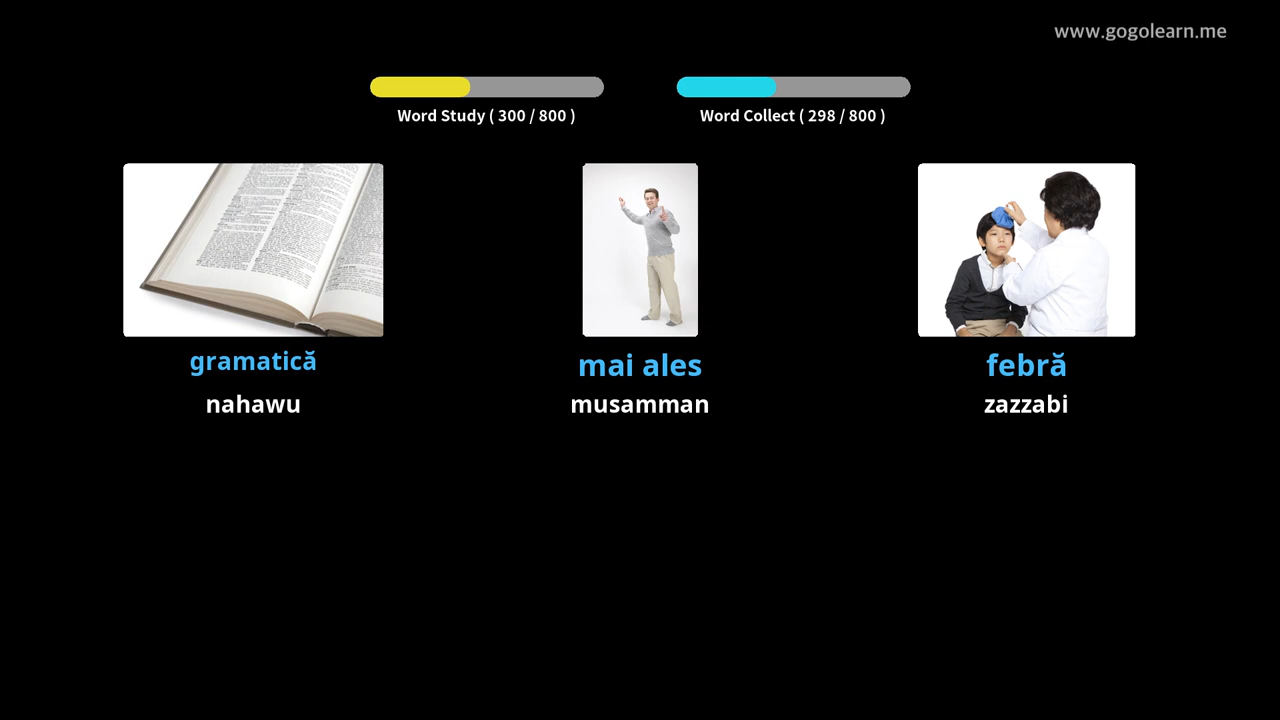 www.gogolearn.me
Word Study ( 300 / 800 )
Word Collect ( 298 / 800 )
gramatică
mai ales
febră
nahawu
musamman
zazzabi